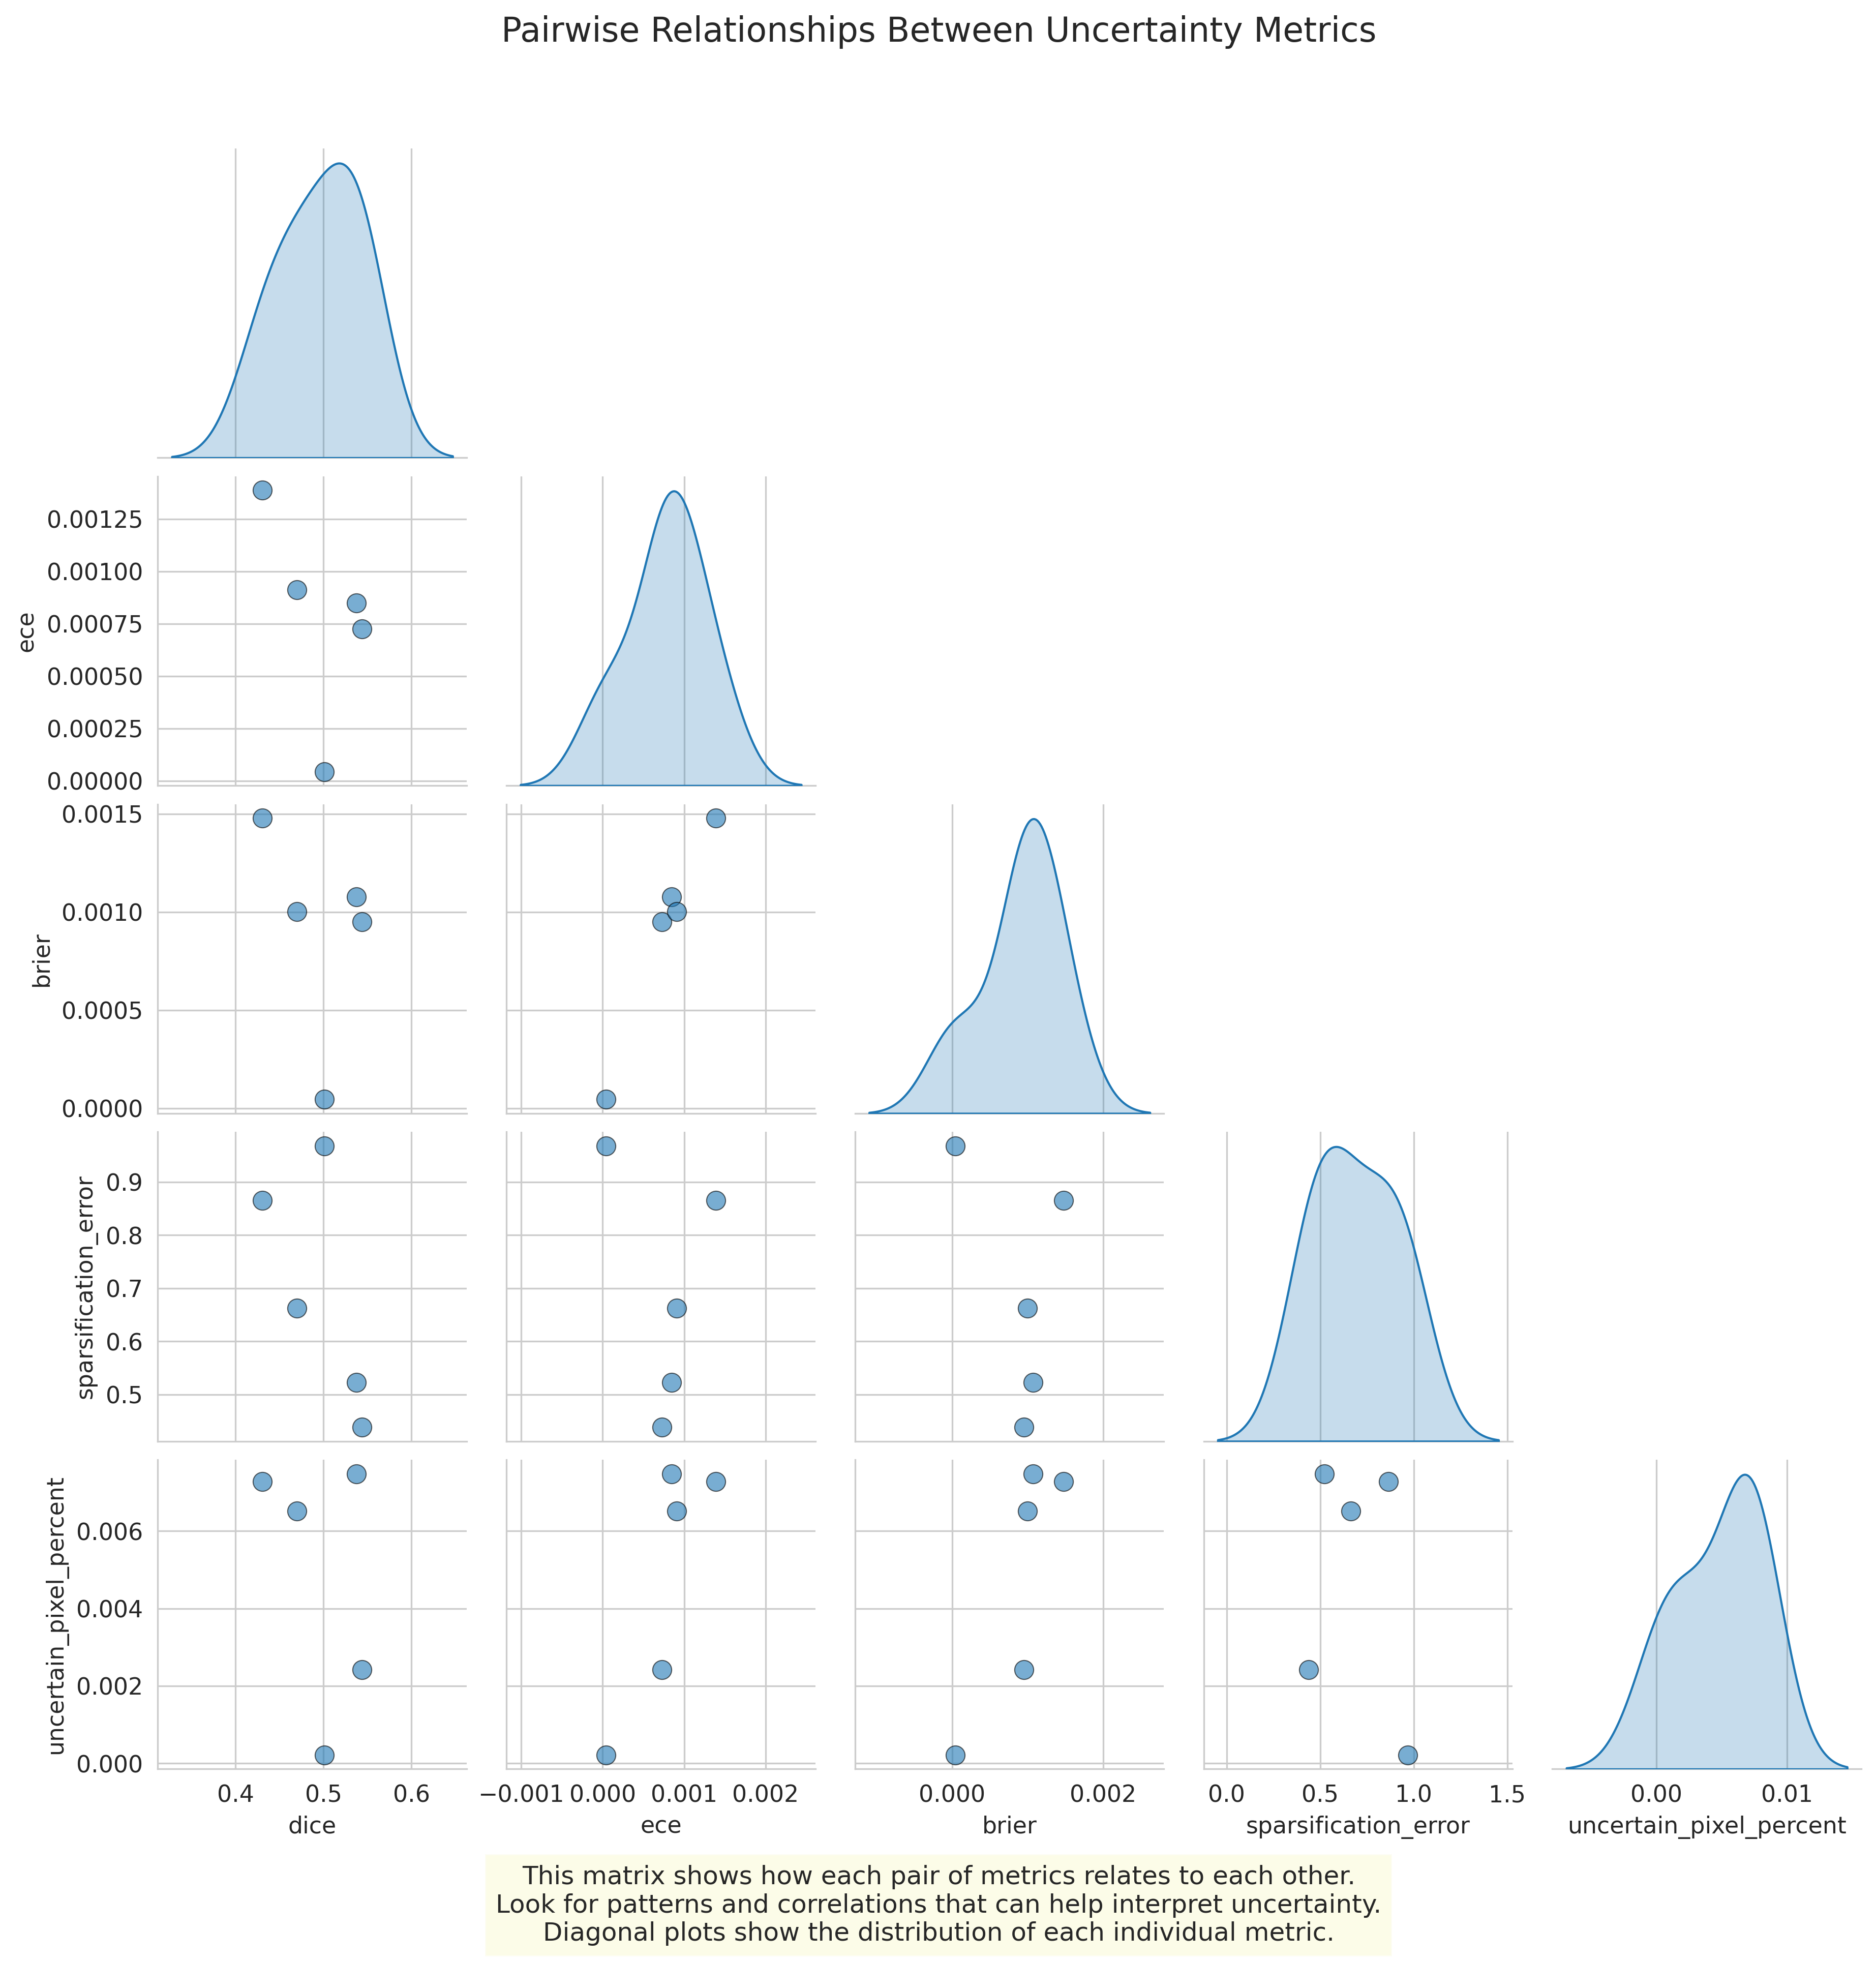 Pairwise Relationships Between Uncertainty Metrics
ece
0.00125
0.00100
0.00075
0.00050
0.00025
0.00000
brier
0.0015
0.0010
0.0005
0.0000
sparsification_error
0.9
0.8
0.7
0.6
0.5
uncertain_pixel_percent
0.006
0.004
0.002
0.000
0.4 0.5 0.6
dice
−0.001 0.000 0.001 0.002
ece
0.000 0.002
brier
0.0 0.5 1.0 1.5
sparsification_error
0.00 0.01
uncertain_pixel_percent
This matrix shows how each pair of metrics relates to each other.
Look for patterns and correlations that can help interpret uncertainty.
Diagonal plots show the distribution of each individual metric.